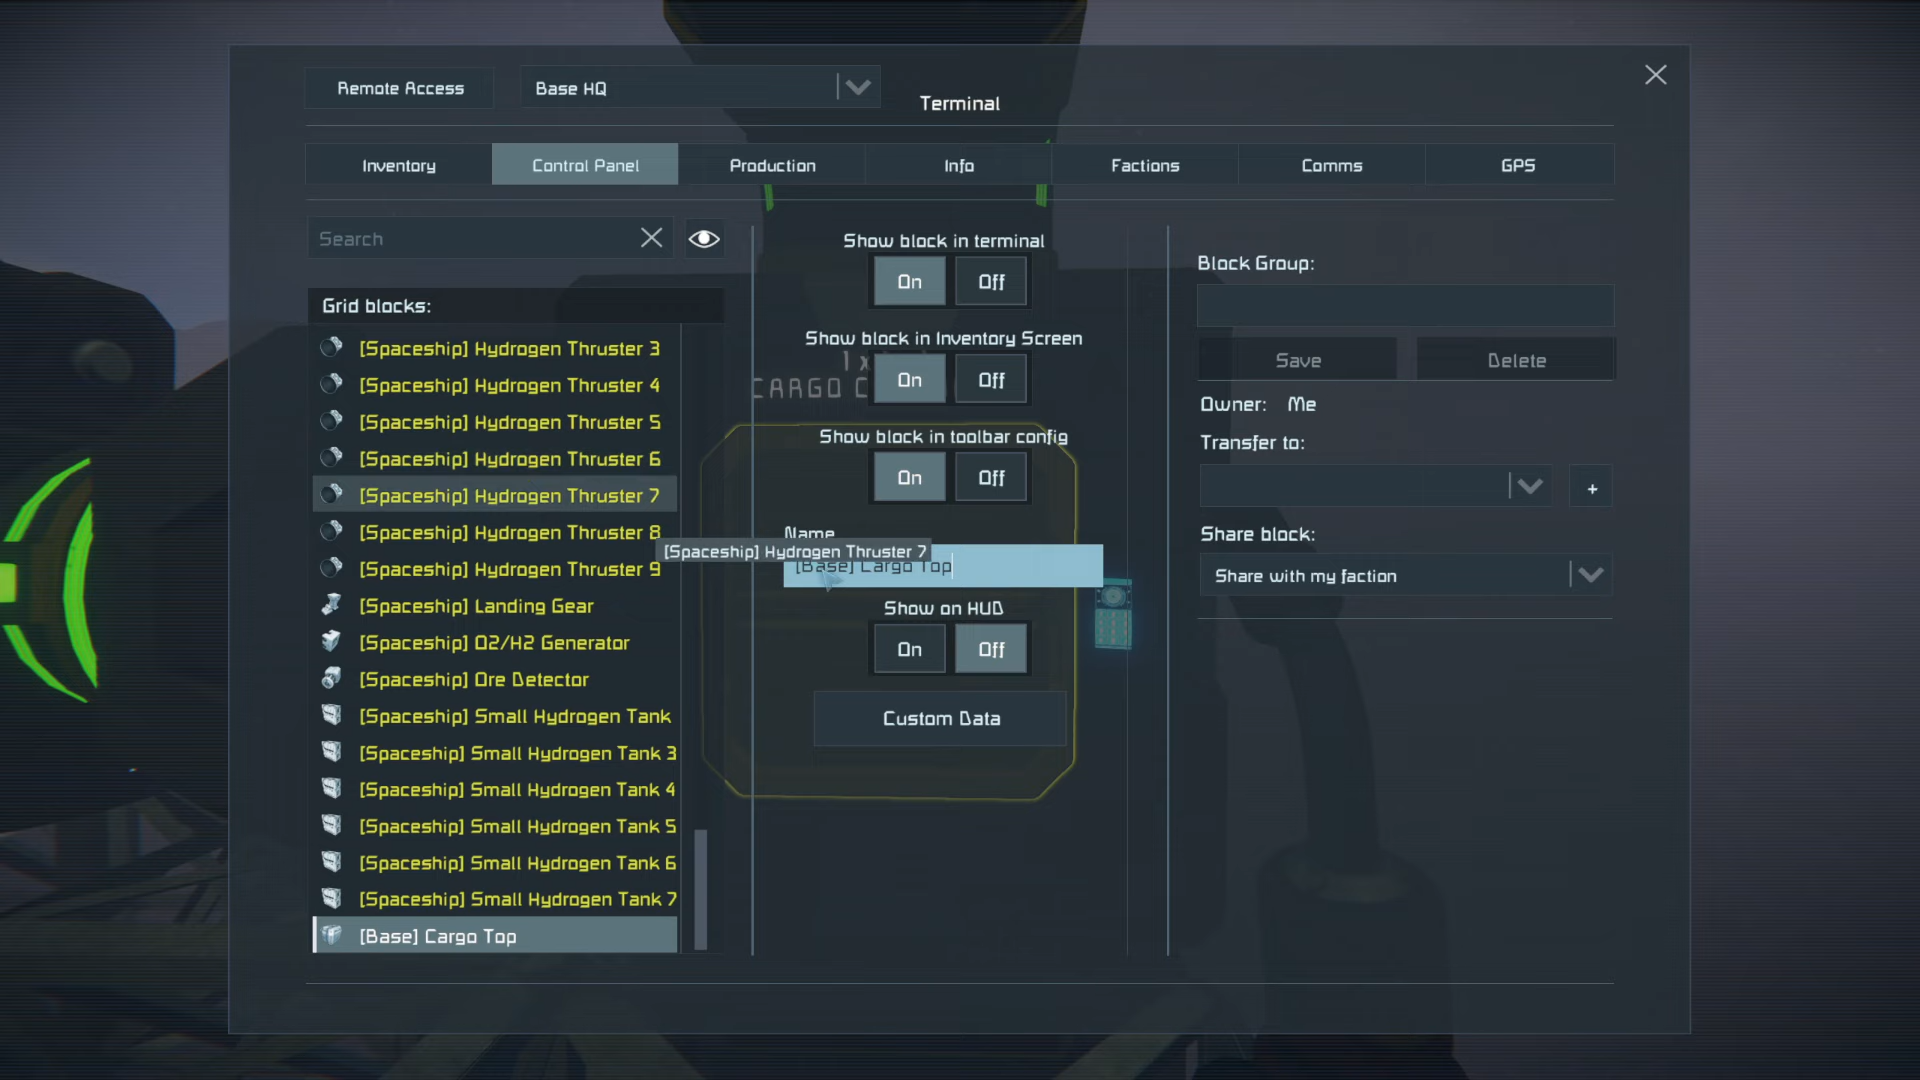 Remote Access
Base HQ
Terminal
Inventory
Control Panel
Production
Info
Factions
Comms
GPS
Search
Grid blocks:
[Spaceship] Hydrogen Thruster 3
[Spaceship] Hydrogen Thruster 4
[Spaceship] Hydrogen Thruster 5
[Spaceship] Hydrogen Thruster 6
[Spaceship] Hydrogen Thruster 7
[Spaceship] Hydrogen Thruster 8
[Spaceship] Hydrogen Thruster 9
[Spaceship] Landing Gear
[Spaceship] O2/H2 Generator
[Spaceship] Ore Detector
[Spaceship] Small Hydrogen Tank
[Spaceship] Small Hydrogen Tank 3
[Spaceship] Small Hydrogen Tank 4
[Spaceship] Small Hydrogen Tank 5
[Spaceship] Small Hydrogen Tank 6
[Spaceship] Small Hydrogen Tank 7
[Base] Cargo Top
Show block in terminal
On Off
Show block in Inventory Screen
1x
CARGO C
On Off
Show block in toolbar config
On Off
Name
[Spaceship] Hydrogen Thruster 7
[Base] Cargo Top
Show on HUD
On Off
Custom Data
Block Group:
Save
Delete
Owner: Me
Transfer to:
+
Share block:
Share with my faction